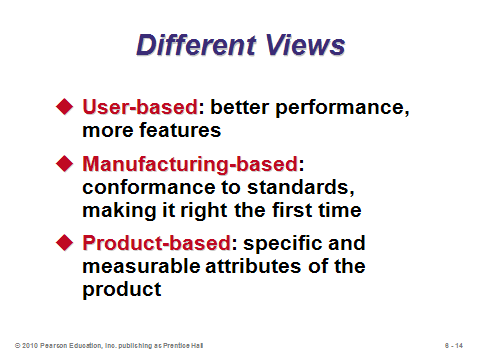 Different Views
User-based: better performance,
more features
Manufacturing-based:
conformance to standards,
making it right the first time
Product-based: specific and
measurable attributes of the
product
© 2010 Pearson Education, Inc. publishing as Prentice Hall
6 - 14